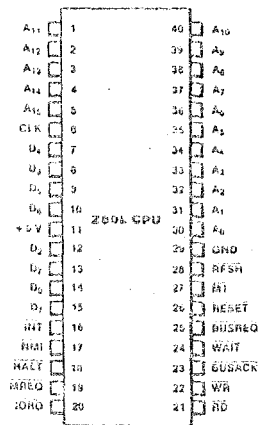 A11 1 40 A10
A12 2 39 A9
A13 3 38 A8
A14 4 37 A7
A15 5 36 A6
CLK 6 35 A5
D4 7 34 A4
D3 8 33 A3
D5 9 32 A2
D6 10 31 A1
+5 V 11 Z80L CPU 30 A0
D2 12 29 GND
D7 13 28 RFSH
D0 14 27 M1
D1 15 26 RESET
INT 16 25 BUSREQ
NMI 17 24 WAIT
HALT 18 23 BUSACK
MREQ 19 22 WR
IORQ 20 21 RD